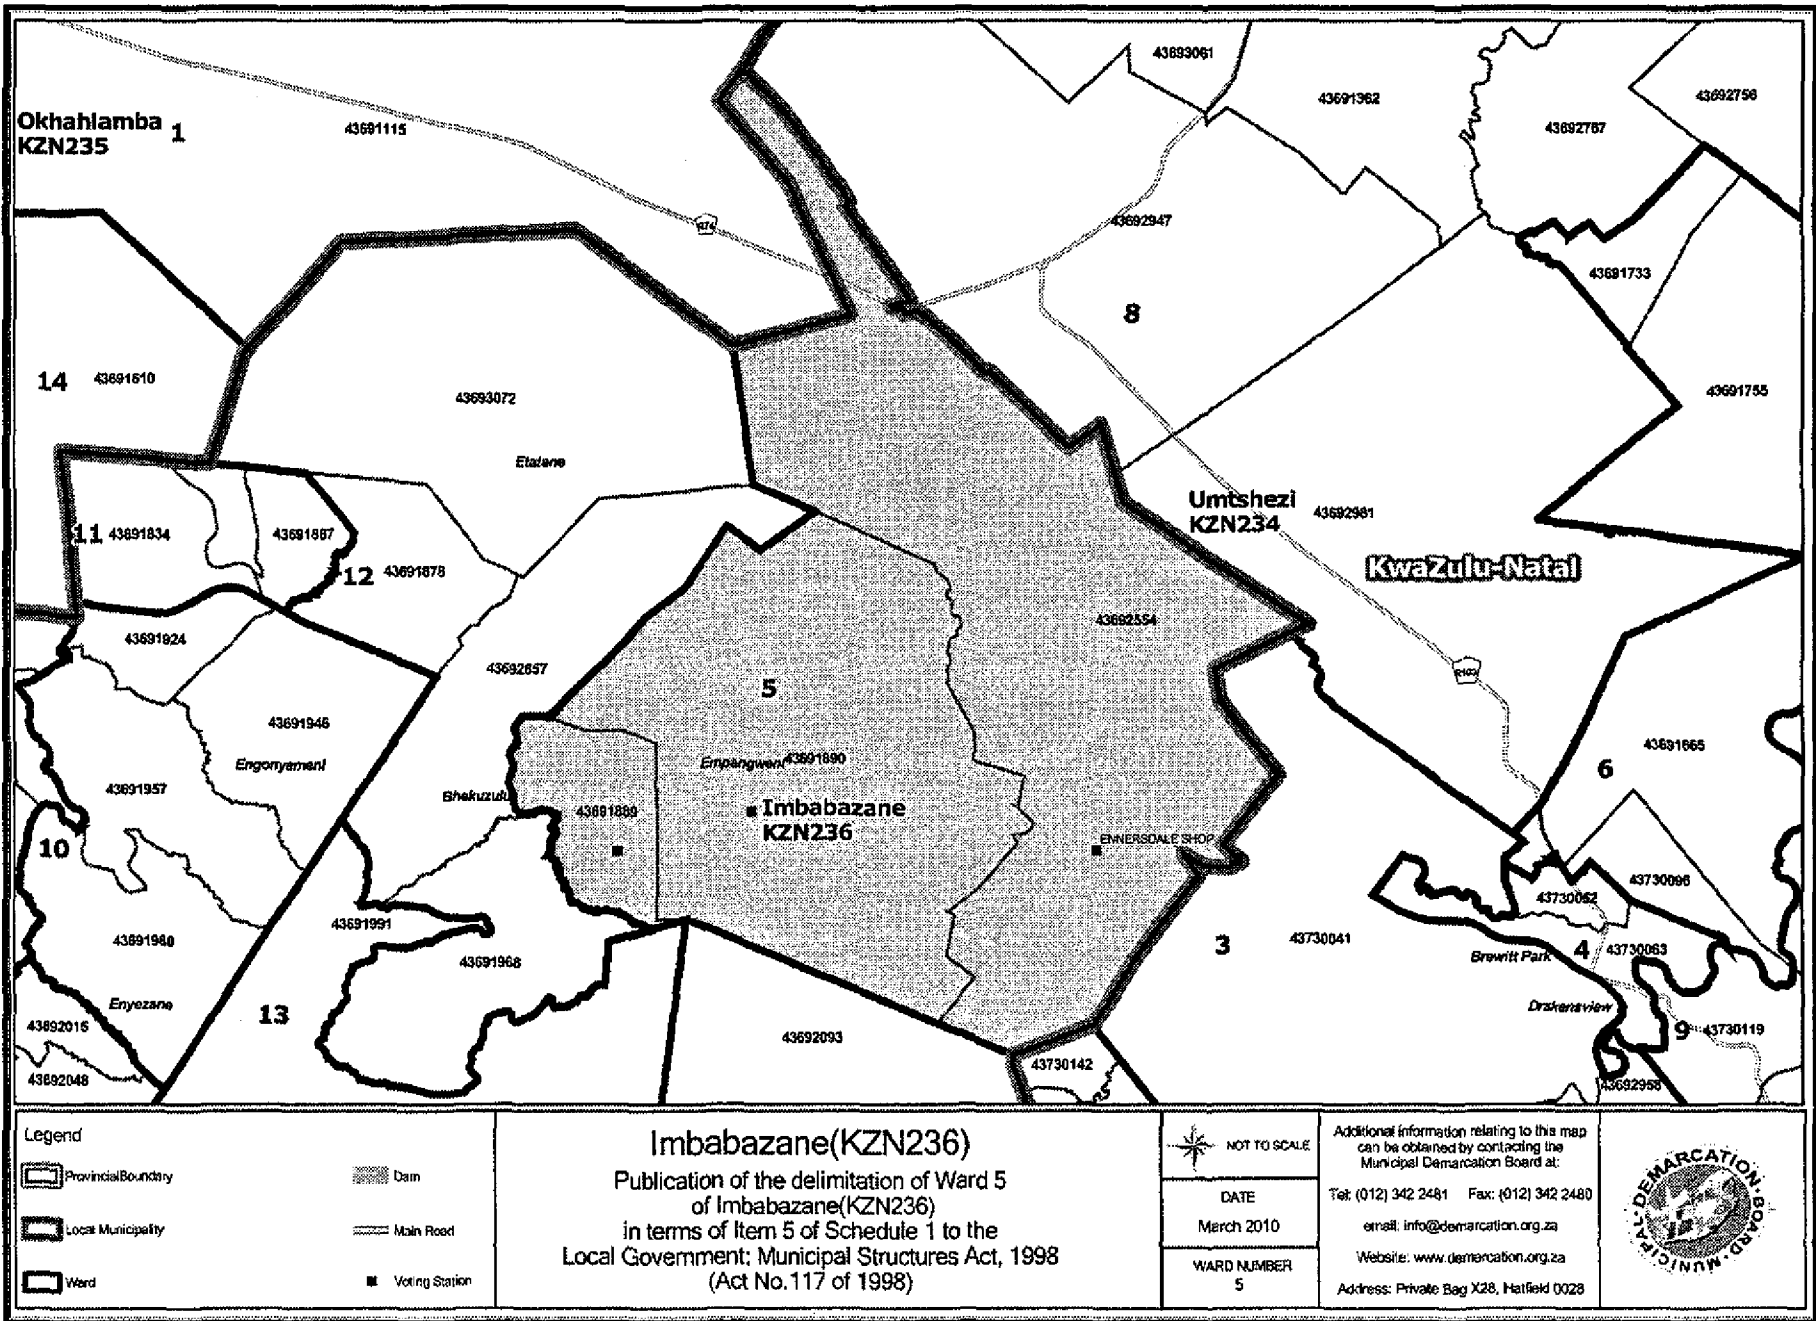 43693061
43691362
43692756
43692767
Okhahlamba
KZN235
1
43691115
R74
43692947
43691733
8
14
43691610
43693072
43691755
Etalane
Umtshezi
KZN234
43692981
11
43691834
43691867
12
43691878
KwaZulu-Natal
43692554
43691924
43692657
5
43691946
R103
43691665
Engonyameni
Empangweni
43691890
6
43691957
Bhekuzulu
43691889
Imbabazane
KZN236
ENNERSDALE SHOP
10
43730096
43730062
43691991
43691960
43691968
3
43730041
4
43730063
Brewitt Park
Enyezane
13
Drakensview
43692015
43692093
9
43730119
43730142
43692048
43692958
Legend
Provincial Boundary
Dam
Local Municipality
Main Road
Ward
Voting Station
Imbabazane(KZN236)
Publication of the delimitation of Ward 5
of Imbabazane(KZN236)
in terms of Item 5 of Schedule 1 to the
Local Government: Municipal Structures Act, 1998
(Act No.117 of 1998)
NOT TO SCALE
DATE
March 2010
WARD NUMBER
5
Additional information relating to this map
can be obtained by contacting the
Municipal Demarcation Board at:
Tel: (012) 342 2481 Fax: (012) 342 2480
email: info@demarcation.org.za
Website: www.demarcation.org.za
Address: Private Bag X28, Hatfield 0028
MUNICIPAL DEMARCATION BOARD